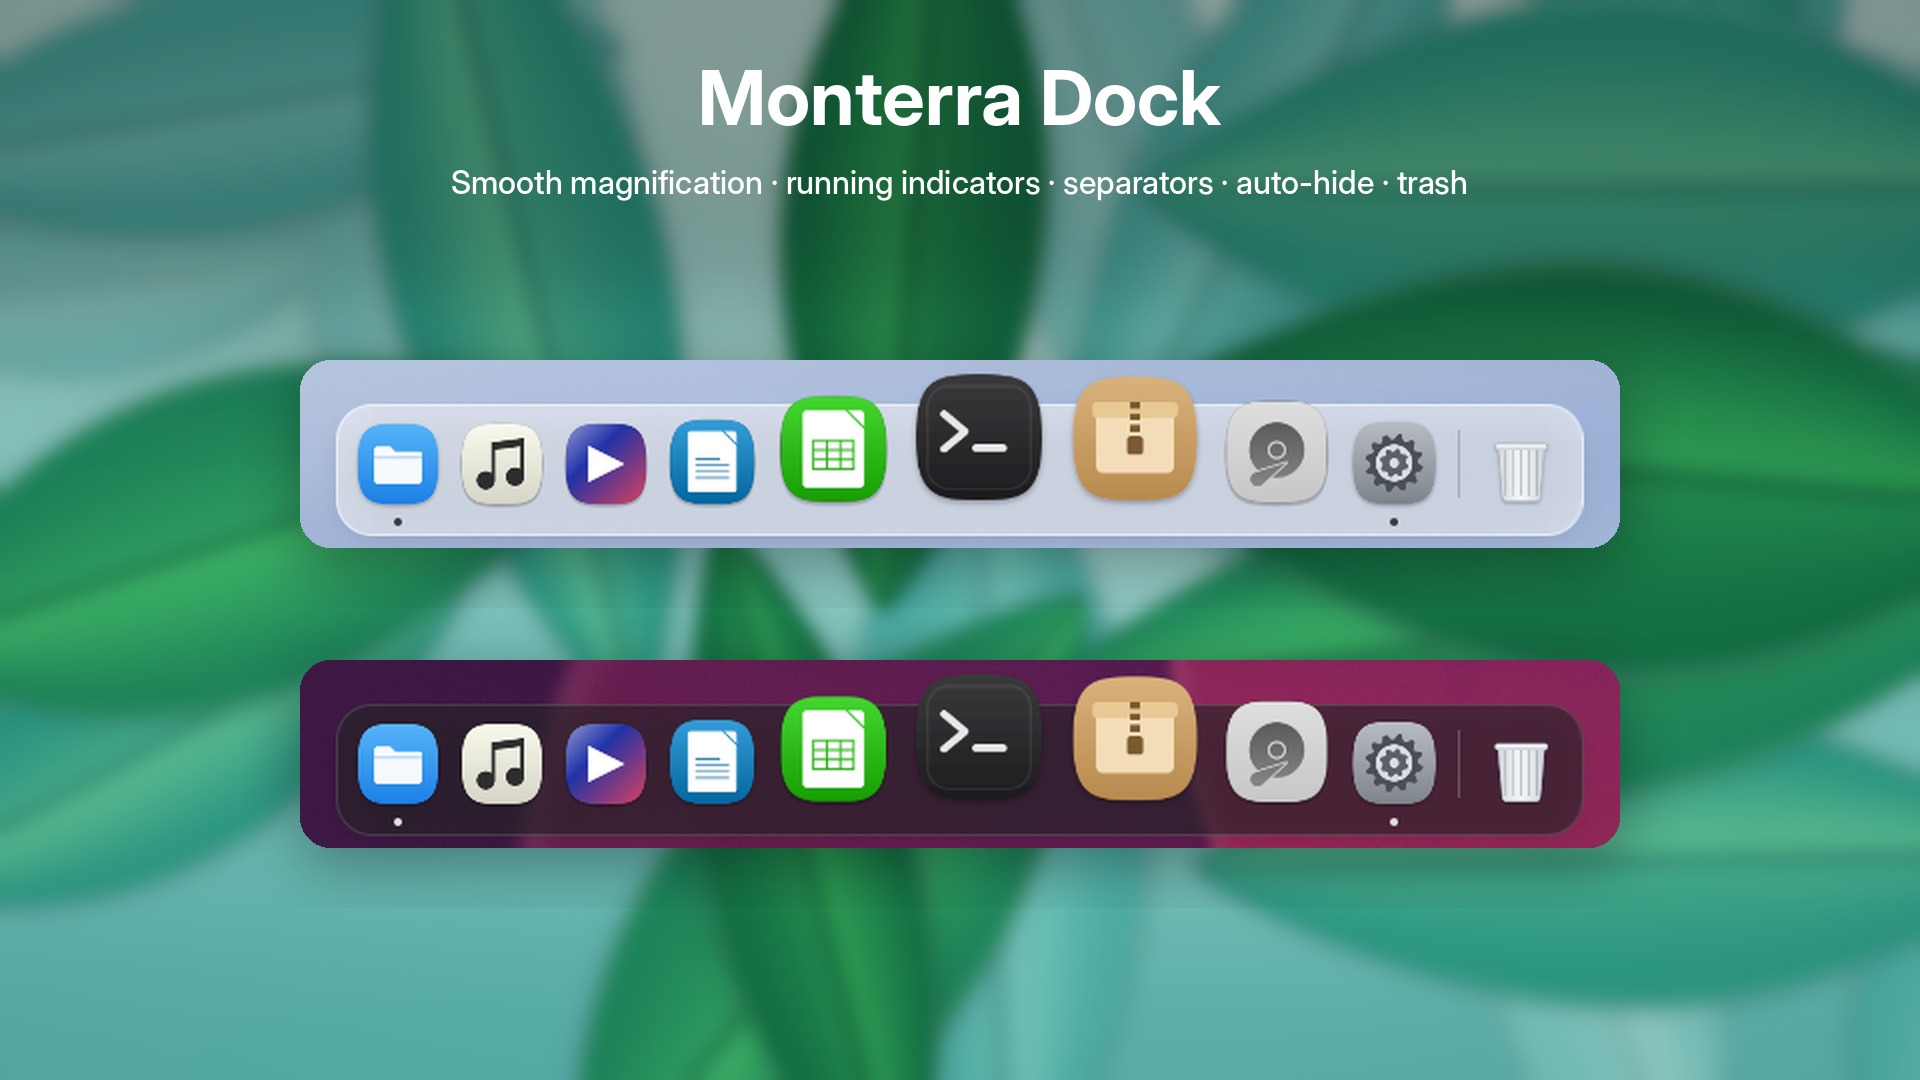 Monterra Dock
Smooth magnification · running indicators · separators · auto-hide · trash